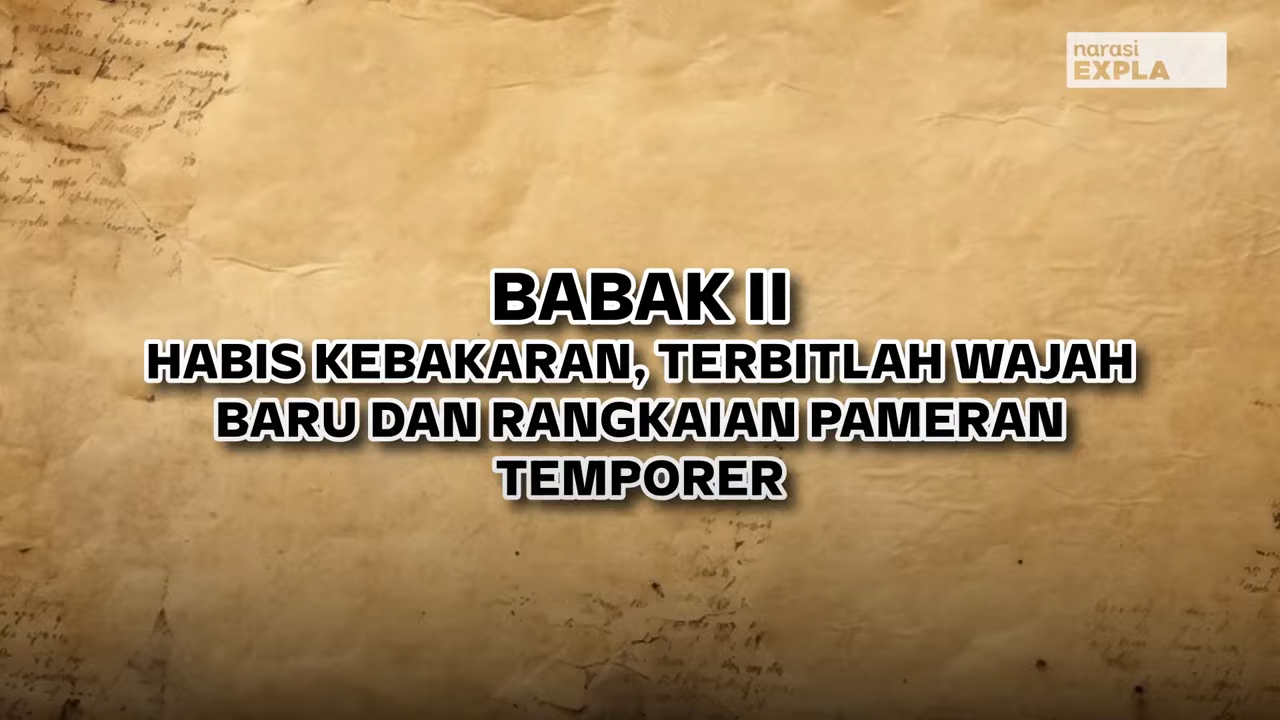 narasi
EXPLA
BABAK II
HABIS KEBAKARAN, TERBITLAH WAJAH
BARU DAN RANGKAIAN PAMERAN
TEMPORER